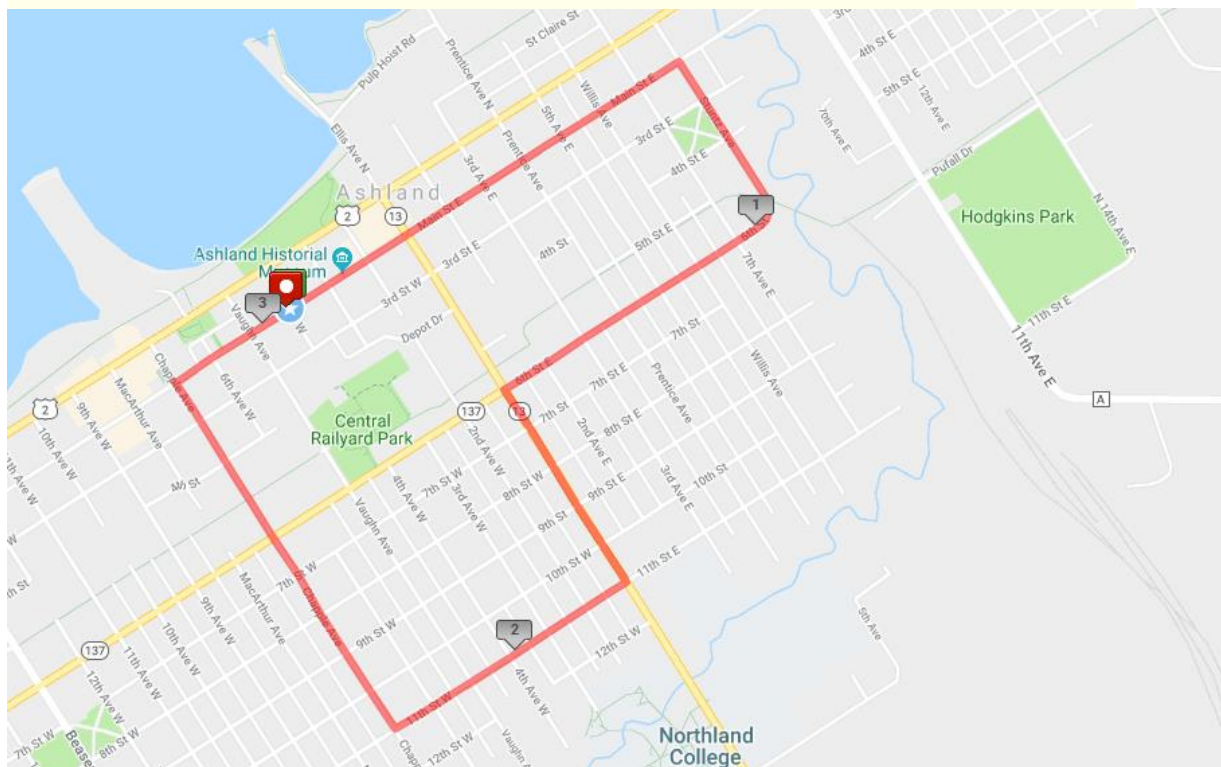 St Claire St
Pulp Hoist Rd
Prentice Ave N
3rd
4th St E
5th St E
12th Ave E
Willis Ave
Main St E
5th Ave E
3rd St E
Stuntz Ave
Ellis Ave N
Prentice Ave
3rd Ave E
4th St E
Pufall Dr
N 14th Ave E
Ashland
2
13
Main St E
1
Hodgkins Park
6th St
Ashland Historial
Museum
3rd St E
4th St
5th St E
7th Ave E
3rd St W
11th St E
3
W
Vaughn Ave
Depot Dr
7th St
11th Ave E
Chapple Ave
6th Ave W
6th St E
7th St E
Willis Ave
MacArthur Ave
Prentice Ave
A
2
9th Ave W
Central
Railyard Park
137
13
7th St
8th St E
10th Ave W
2nd Ave W
2nd Ave E
4th St
4th Ave W
7th St W
8th St W
9th St E
3rd Ave E
10th St
Vaughn Ave
3rd Ave W
9th St
7th St W
10th St W
11th St E
S. Chapple Ave
MacArthur Ave
5th Ave
9th Ave W
9th St W
2
12th St W
137
10th Ave W
11th Ave W
4th Ave W
12th Ave W
11th St W
7th St W
8th St W
12th St W
Northland
College